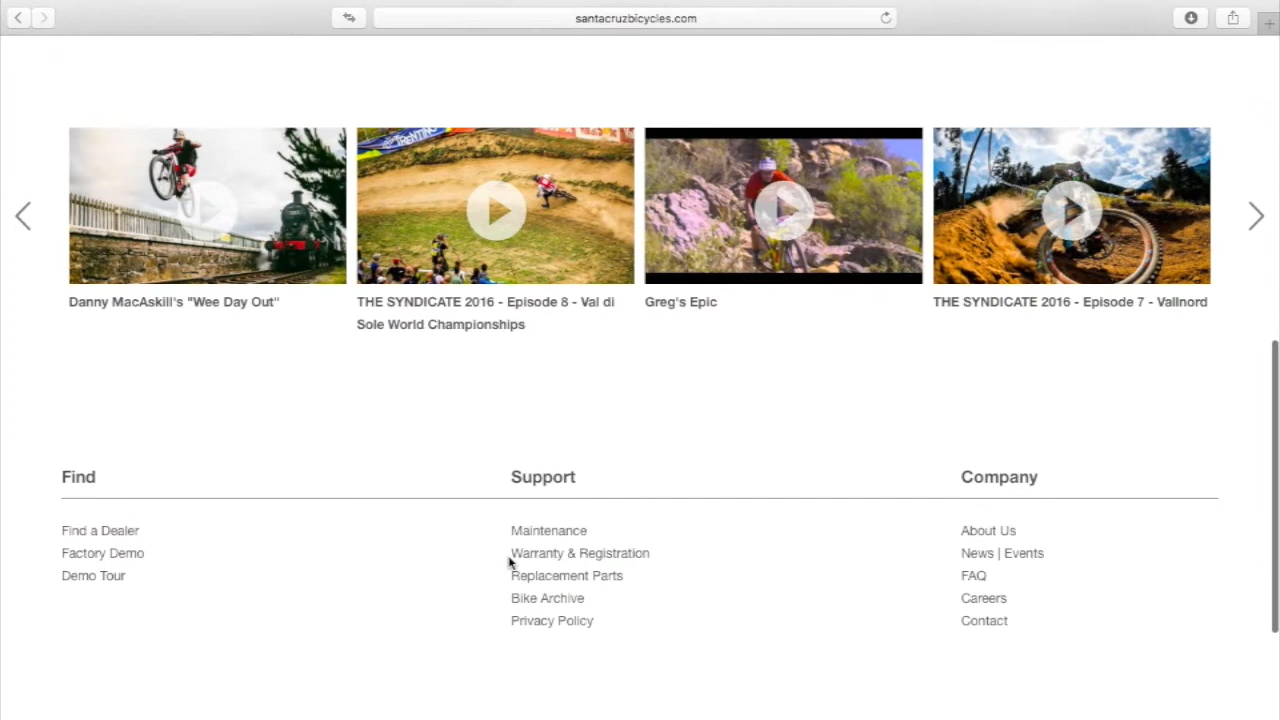 santacruzbicycles.com
TRENTINO
Danny MacAskill's "Wee Day Out"
THE SYNDICATE 2016 - Episode 8 - Val di
Sole World Championships
Greg's Epic
THE SYNDICATE 2016 - Episode 7 - Vallnord
Find
Support
Company
Find a Dealer
Maintenance
About Us
Factory Demo
Warranty & Registration
News | Events
Demo Tour
Replacement Parts
FAQ
Bike Archive
Careers
Privacy Policy
Contact